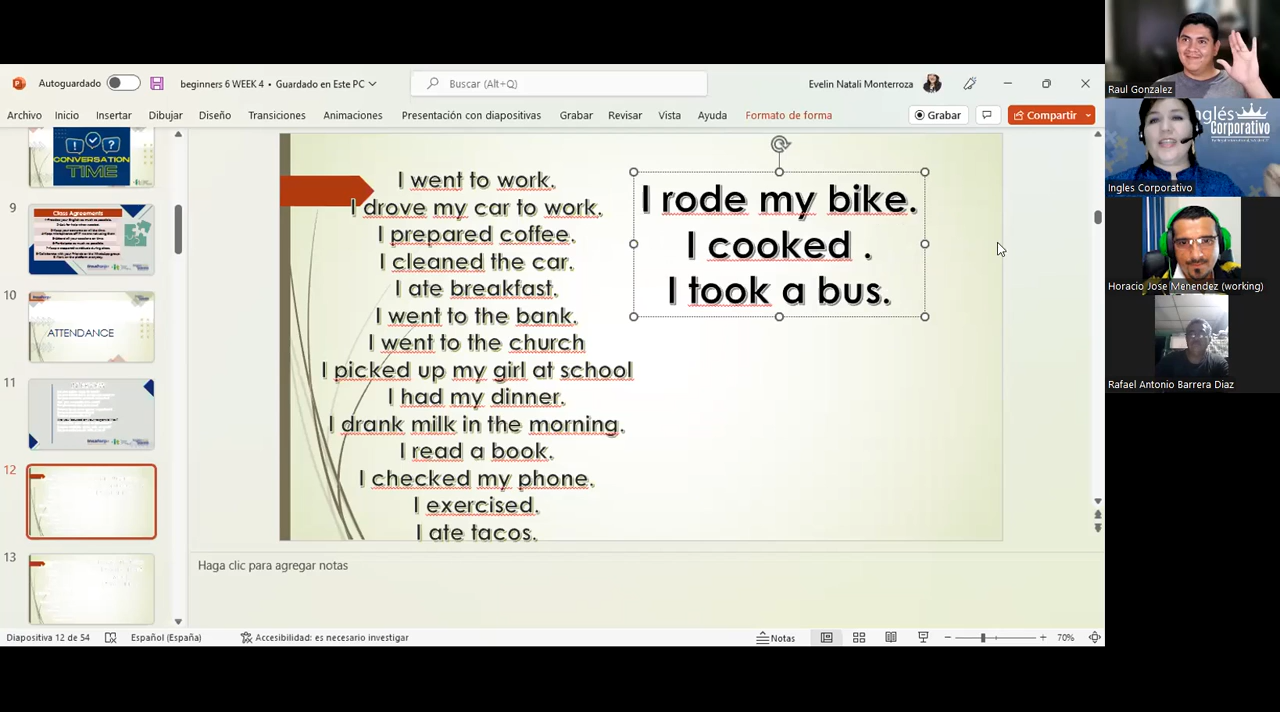 Autoguardado
beginners 6 WEEK 4 • Guardado en Este PC
Buscar (Alt+Q)
Evelin Natali Monterroza
Archivo Inicio Insertar Dibujar Diseño Transiciones Animaciones Presentación con diapositivas Grabar Revisar Vista Ayuda Formato de forma
Grabar
Compartir
CONVERSATION
TIME
9
Class Agreements
10
ATTENDANCE
11
12
13
I went to work.
I drove my car to work.
I prepared coffee.
I cleaned the car.
I ate breakfast.
I went to the bank.
I went to the church
I picked up my girl at school
I had my dinner.
I drank milk in the morning.
I read a book.
I checked my phone.
I exercised.
I ate tacos.
I rode my bike.
I cooked .
I took a bus.
Haga clic para agregar notas
Diapositiva 12 de 54 Español (España) Accesibilidad: es necesario investigar Notas 70%
Raul Gonzalez
Inglés
Corporativo
Ingles Corporativo
Horacio Jose Menendez (working)
Rafael Antonio Barrera Diaz